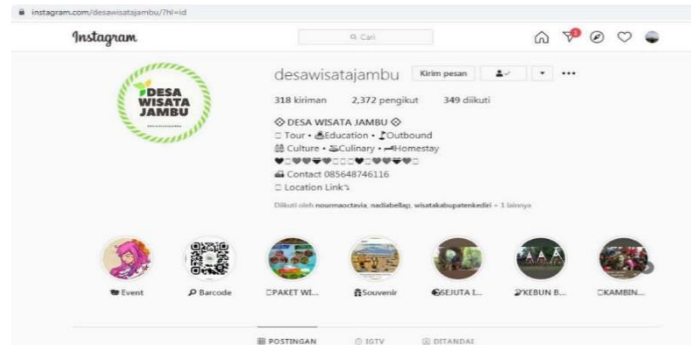 instagram.com/desawisatajambu/?hl=id
Instagram
Cari
1
DESA
WISATA
JAMBU
desawisatajambu Kirim pesan
318 kiriman 2,372 pengikut 349 diikuti
DESA WISATA JAMBU
Tour • Education • Outbound
Culture • Culinary • Homestay
Contact 085648746116
Location Link
Diikuti oleh nourmaoctavia, nadiabellap, wisatakabupatenkediri + 1 lainnya
Event Barcode PAKET WI... Souvenir SEJUTA L... KEBUN B... KAMBIN...
POSTINGAN IGTV DITANDAI